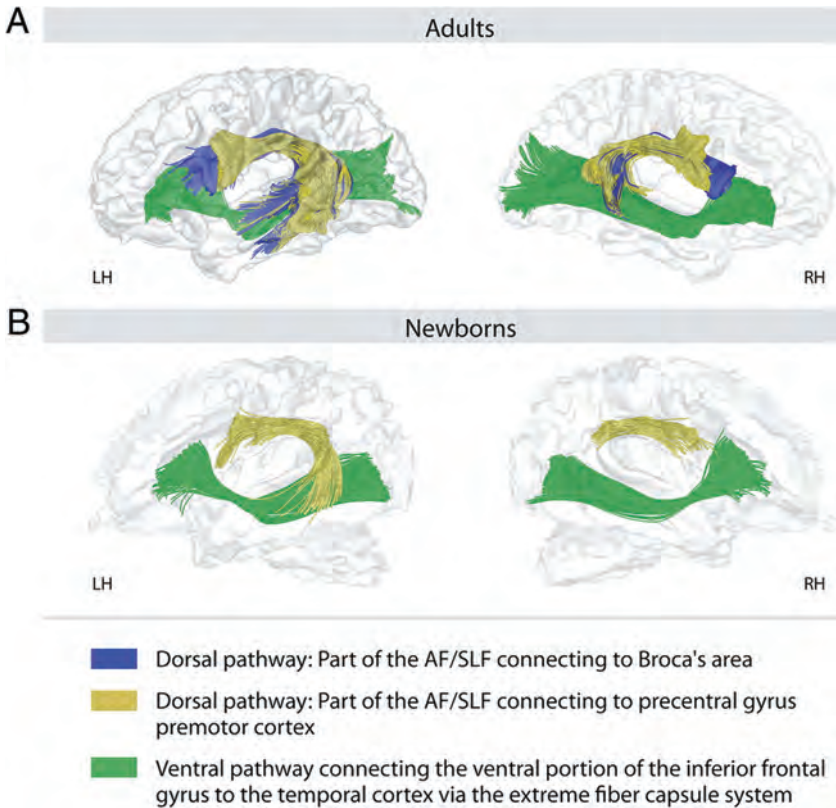 A
Adults
LH
RH
B
Newborns
LH
RH
Dorsal pathway: Part of the AF/SLF connecting to Broca's area
Dorsal pathway: Part of the AF/SLF connecting to precentral gyrus
premotor cortex
Ventral pathway connecting the ventral portion of the inferior frontal
gyrus to the temporal cortex via the extreme fiber capsule system